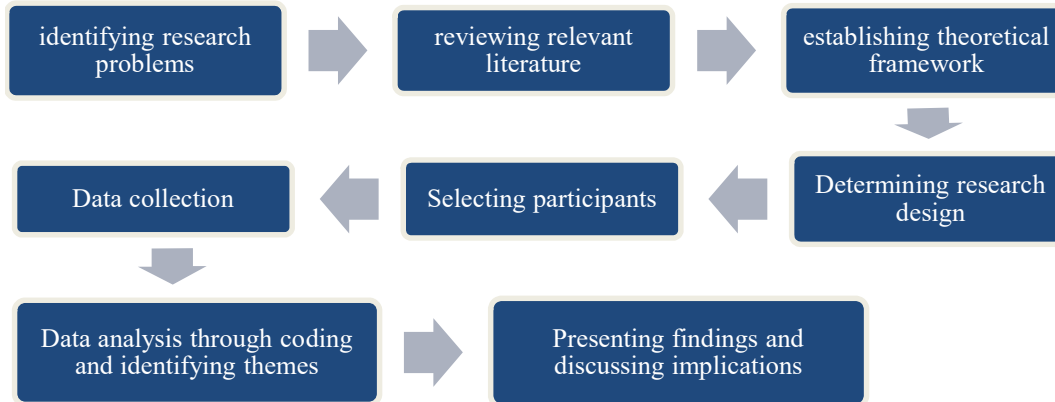 identifying research
problems
reviewing relevant
literature
establishing theoretical
framework
Determining research
design
Selecting participants
Data collection
Data analysis through coding
and identifying themes
Presenting findings and
discussing implications